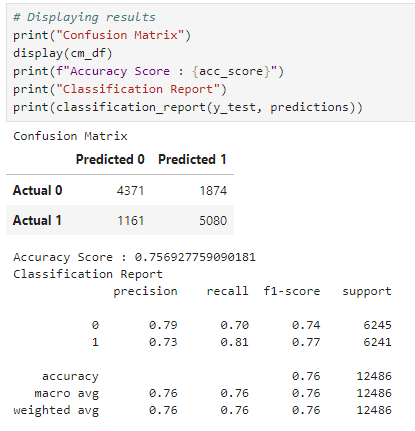 # Displaying results
print("Confusion Matrix")
display(cm_df)
print(f"Accuracy Score : {acc_score}")
print("Classification Report")
print(classification_report(y_test, predictions))
Confusion Matrix
Predicted 0 Predicted 1
Actual 0 4371 1874
Actual 1 1161 5080
Accuracy Score : 0.756927759090181
Classification Report
precision recall f1-score support
0 0.79 0.70 0.74 6245
1 0.73 0.81 0.77 6241
accuracy 0.76 12486
macro avg 0.76 0.76 0.76 12486
weighted avg 0.76 0.76 0.76 12486